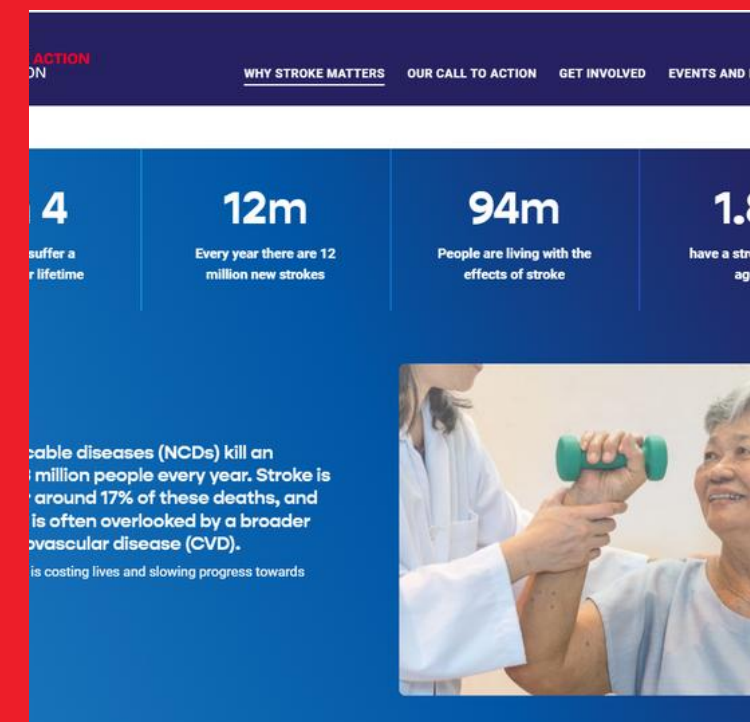 ACTION
ON
WHY STROKE MATTERS OUR CALL TO ACTION GET INVOLVED EVENTS AND
4
12m
94m
1.8
suffer a
lifetime
Every year there are 12
million new strokes
People are living with the
effects of stroke
have a
cable diseases (NCDs) kill an
million people every year. Stroke is
around 17% of these deaths, and
is often overlooked by a broader
ovascular disease (CVD).
is costing lives and slowing progress towards